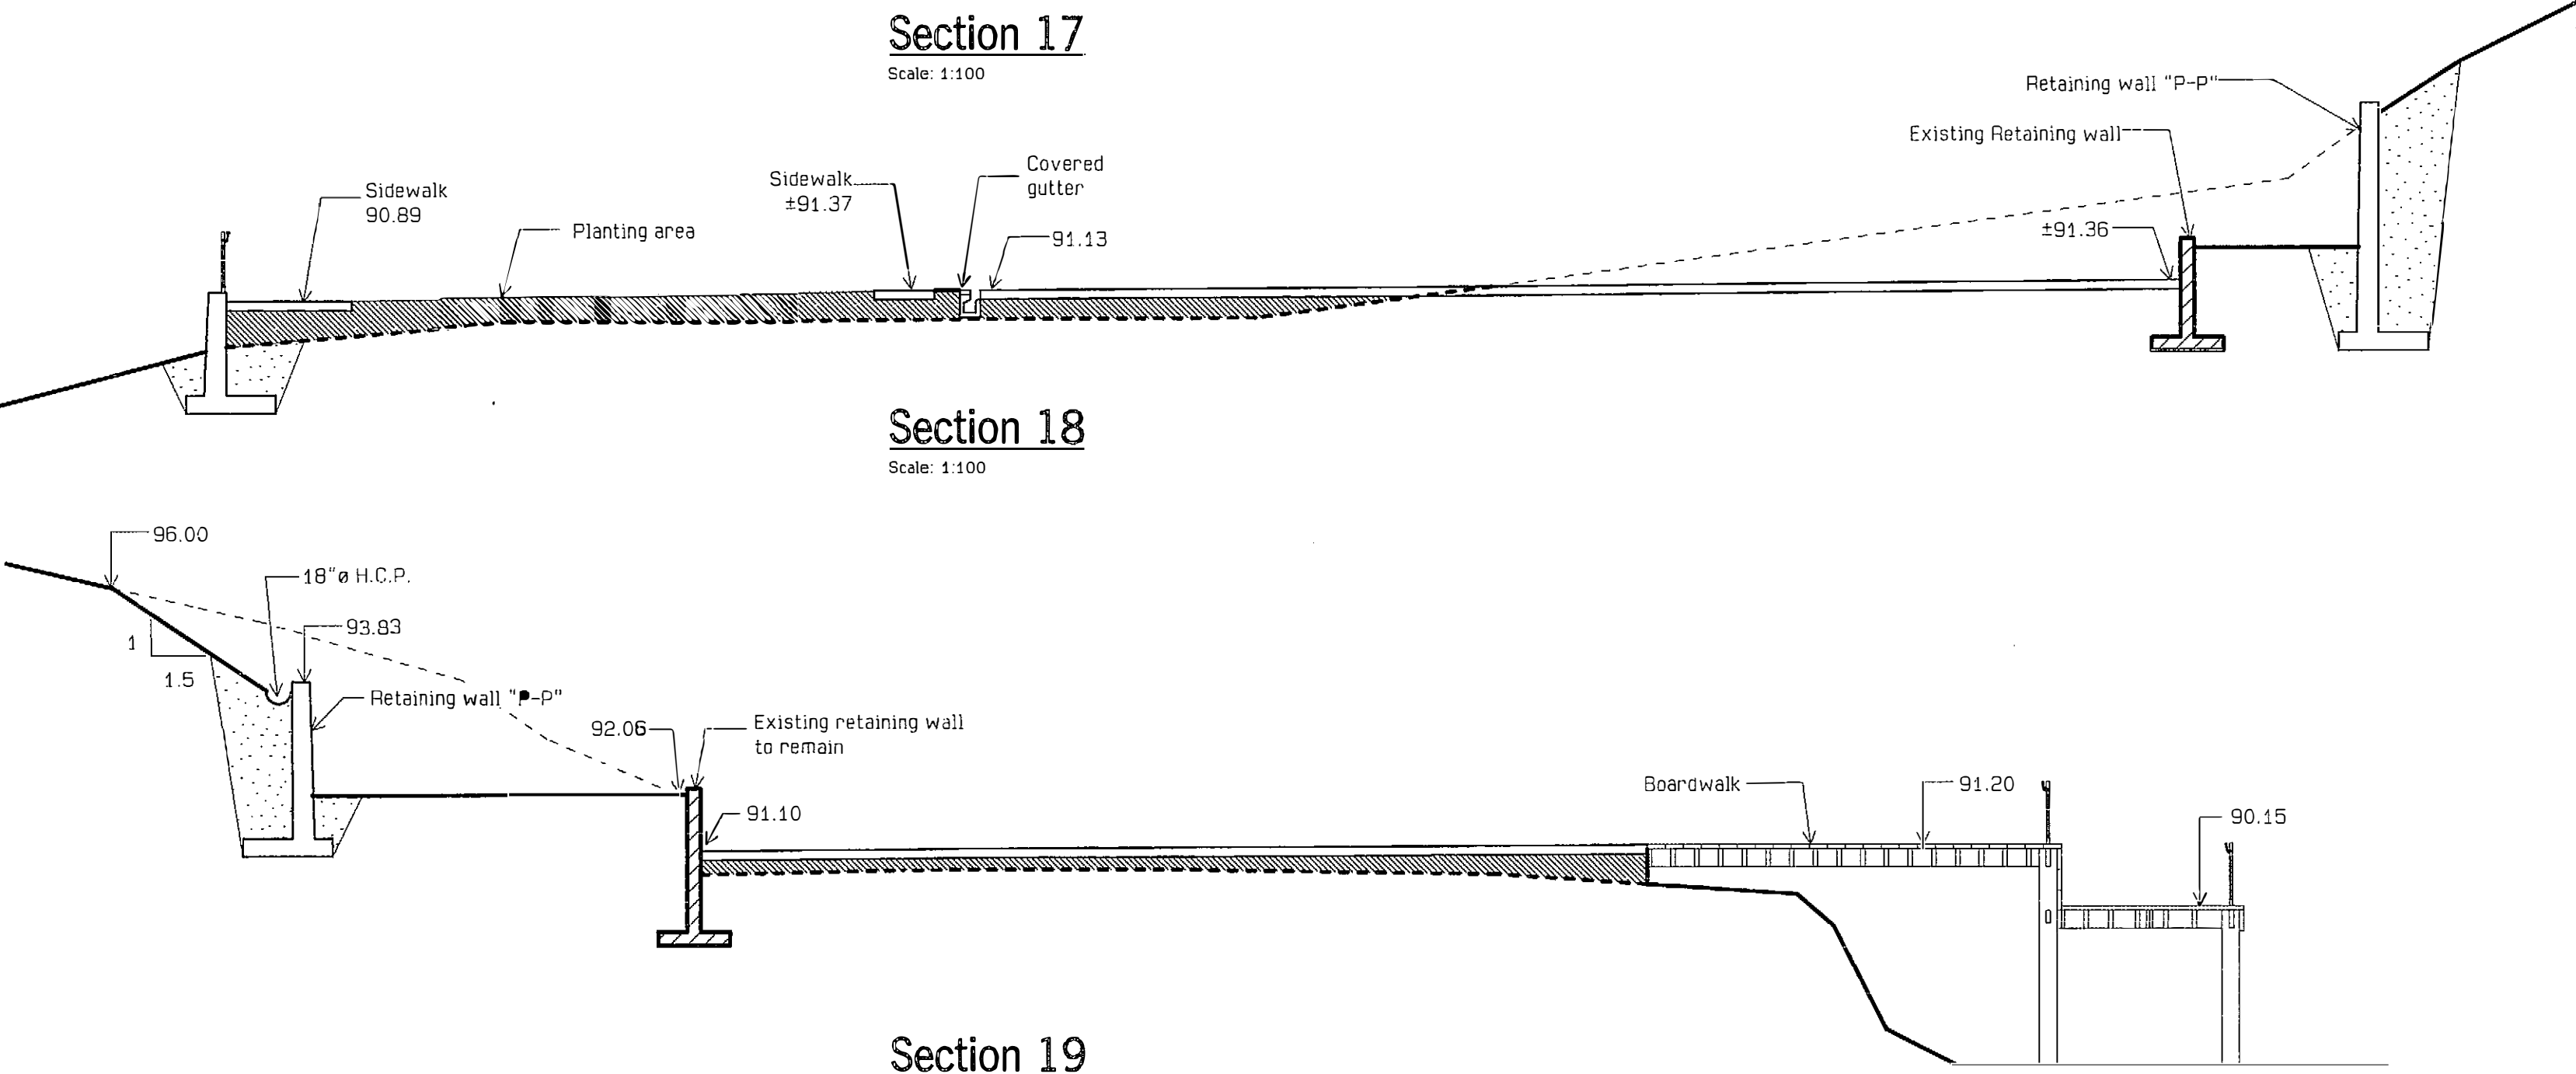 Section 17
Scale: 1:100
Retaining wall "P-P"
Existing Retaining wall
Covered
gutter
Sidewalk
±91.37
Sidewalk
90.89
Planting area
91.13
±91.36
Section 18
Scale: 1:100
96.00
18"ø H.C.P.
93.83
1
1.5
Retaining wall "P-P"
92.06
Existing retaining wall
to remain
91.10
Boardwalk
91.20
90.15
Section 19